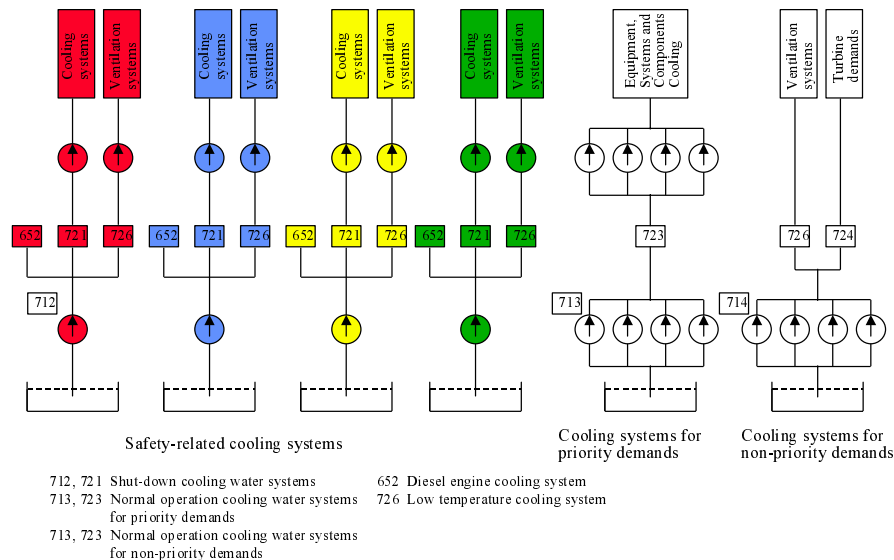 Cooling
systems
Ventilation
systems
Cooling
systems
Ventilation
systems
Cooling
systems
Ventilation
systems
Cooling
systems
Ventilation
systems
Equipment,
Systems and
Components
Cooling
Ventilation
systems
Turbine
demands
652 721 726 652 721 726 652 721 726 652 721 726 723 726 724
712 713 714
Safety-related cooling systems
Cooling systems for
priority demands
Cooling systems for
non-priority demands
712, 721 Shut-down cooling water systems
713, 723 Normal operation cooling water systems
for priority demands
713, 723 Normal operation cooling water systems
for non-priority demands
652 Diesel engine cooling system
726 Low temperature cooling system